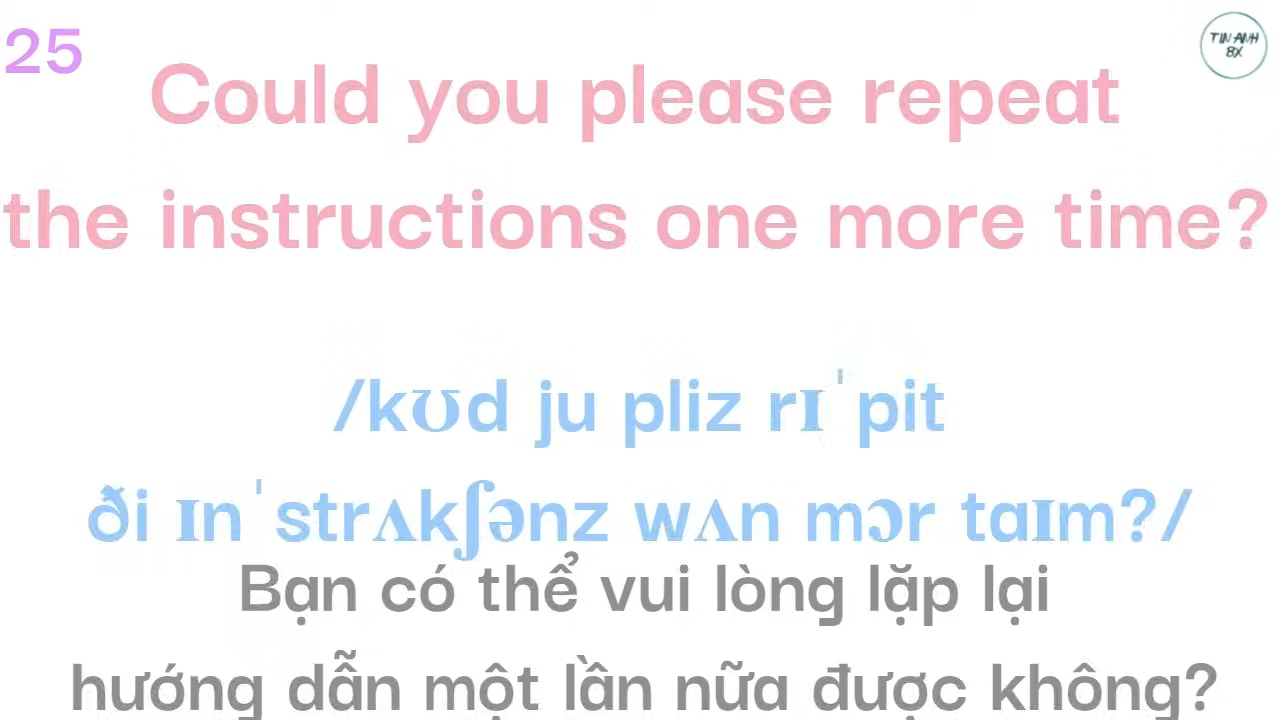 25
TIN ANH
8X
Could you please repeat
the instructions one more time?
/kʊd ju pliz rɪˈpit
ði ɪnˈstrʌkʃənz wʌn mɔr taɪm?/
Bạn có thể vui lòng lặp lại
hướng dẫn một lần nữa được không?